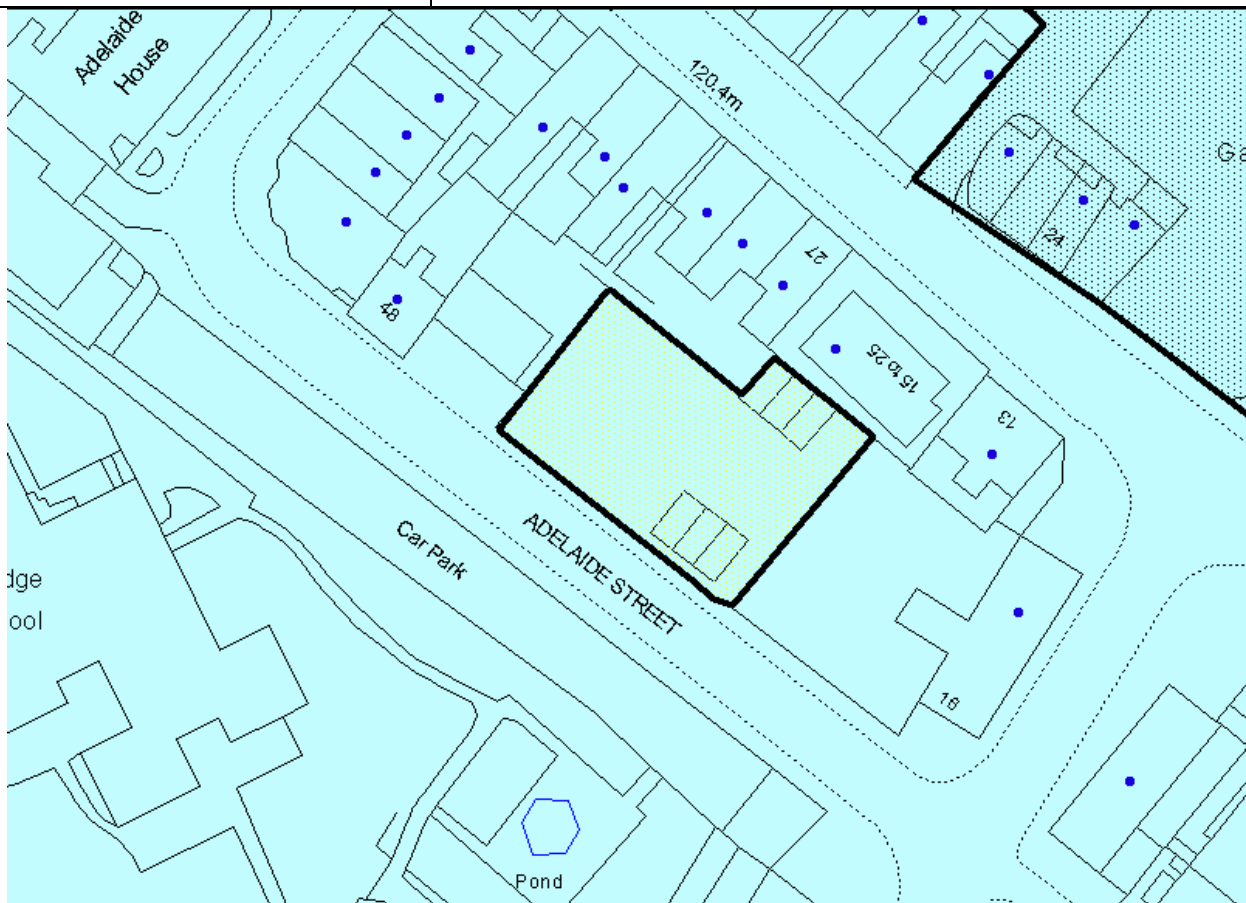 Adelaide
House
120.4m
Ga
24
27
48
15 to 25
13
Car Park
ADELAIDE STREET
dge
ool
16
Pond